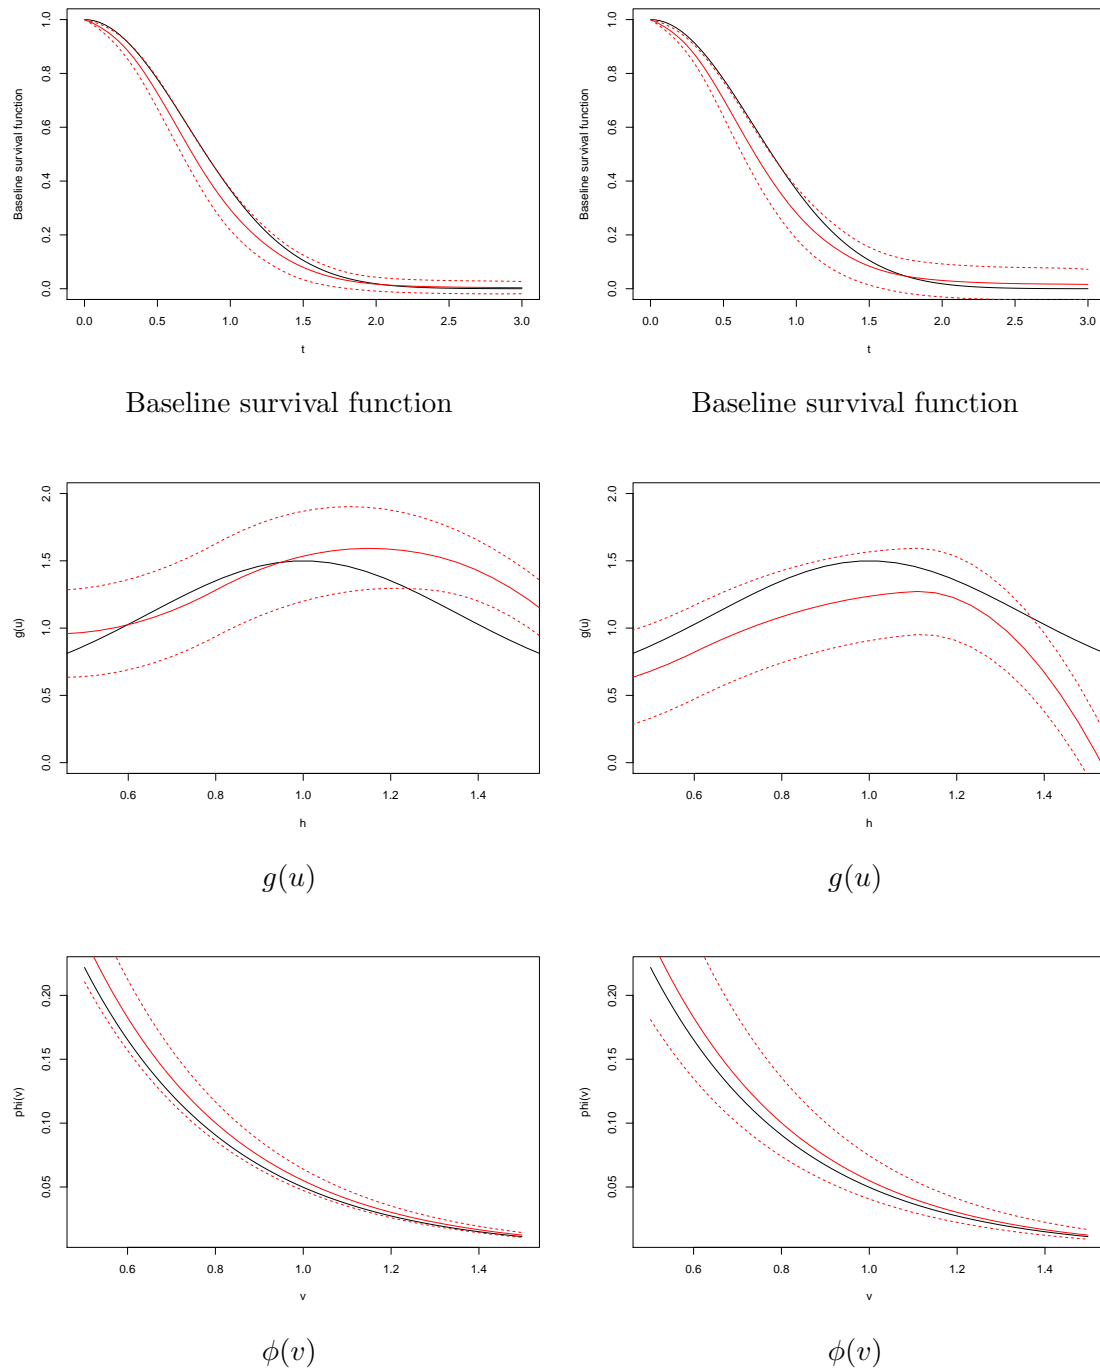 Baseline survival function
1.0
0.8
0.6
0.4
0.2
0.0
0.0 0.5 1.0 1.5 2.0 2.5 3.0
t
Baseline survival function
Baseline survival function
1.0
0.8
0.6
0.4
0.2
0.0
0.0 0.5 1.0 1.5 2.0 2.5 3.0
t
Baseline survival function
g(u)
2.0
1.5
1.0
0.5
0.0
0.6 0.8 1.0 1.2 1.4
h
g(u)
g(u)
2.0
1.5
1.0
0.5
0.0
0.6 0.8 1.0 1.2 1.4
h
g(u)
phi(v)
0.20
0.15
0.10
0.05
0.6 0.8 1.0 1.2 1.4
v
ϕ(v)
phi(v)
0.20
0.15
0.10
0.05
0.6 0.8 1.0 1.2 1.4
v
ϕ(v)